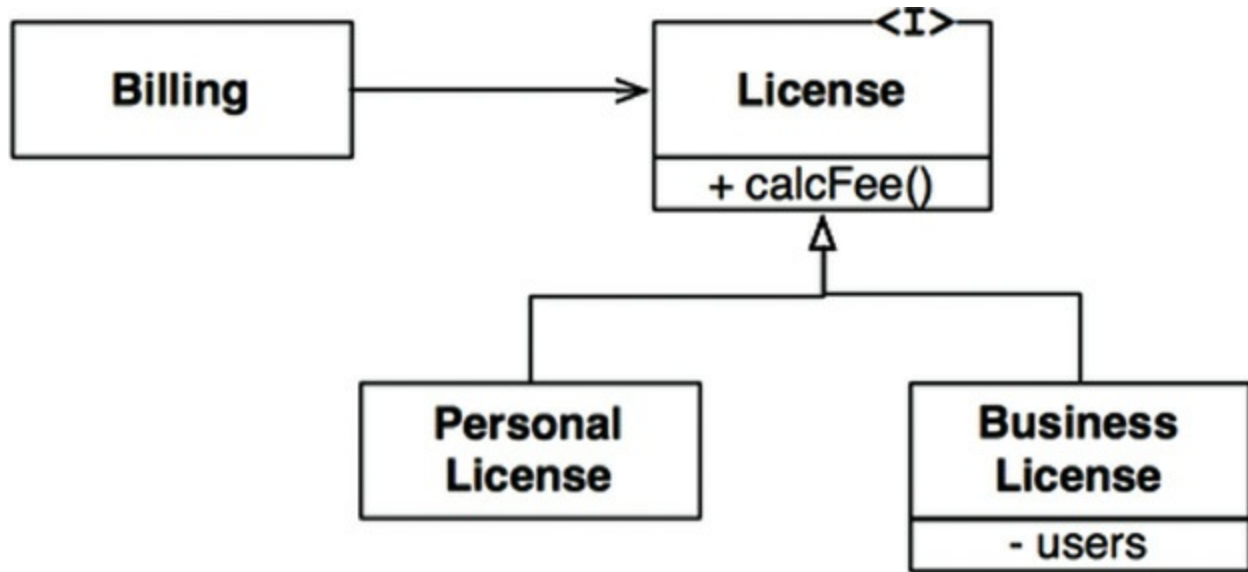 <I>
Billing
License
+ calcFee()
Personal
License
Business
License
- users